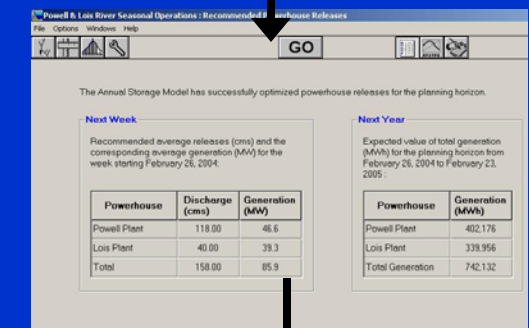 Powell & Lois River Seasonal Operations : Recommended Powerhouse Releases
File Options Windows Help
GO
The Annual Storage Model has successfully optimized powerhouse releases for the planning horizon.
Next Week
Recommended average releases (cms) and the
corresponding average generation (MW) for the
week starting February 26, 2004:
Powerhouse Discharge (cms) Generation (MW)
Powell Plant 118.00 46.6
Lois Plant 40.00 39.3
Total 158.00 85.9
Next Year
Expected value of total generation
(MWh) for the planning horizon from
February 26, 2004 to February 23,
2005 :
Powerhouse Generation (MWh)
Powell Plant 402,176
Lois Plant 339,956
Total Generation 742,132